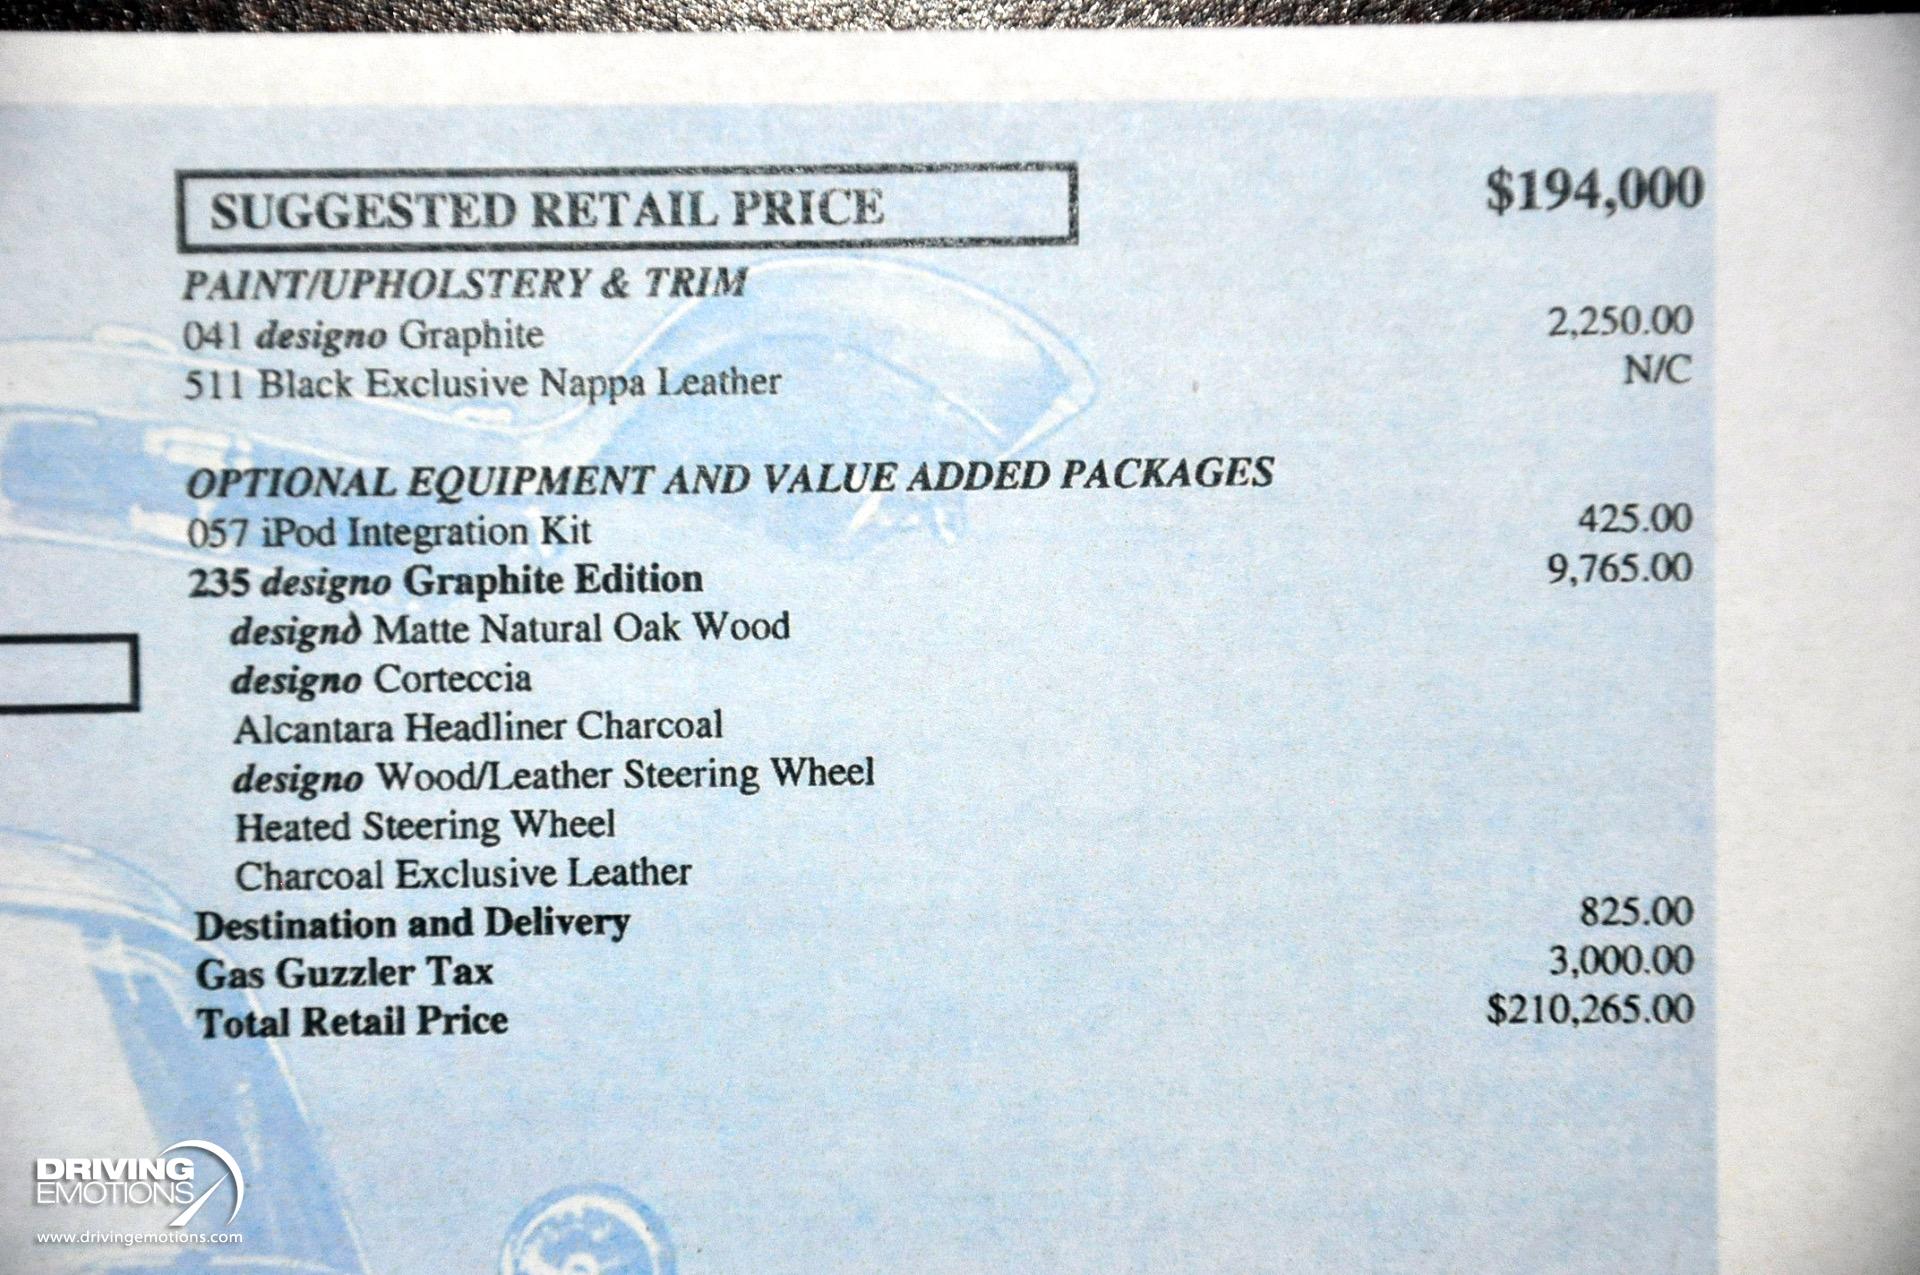 SUGGESTED RETAIL PRICE $194,000
PAINT/UPHOLSTERY & TRIM
041 designo Graphite 2,250.00
511 Black Exclusive Nappa Leather N/C
OPTIONAL EQUIPMENT AND VALUE ADDED PACKAGES
057 iPod Integration Kit 425.00
235 designo Graphite Edition 9,765.00
designo Matte Natural Oak Wood
designo Corteccia
Alcantara Headliner Charcoal
designo Wood/Leather Steering Wheel
Heated Steering Wheel
Charcoal Exclusive Leather
Destination and Delivery 825.00
Gas Guzzler Tax 3,000.00
Total Retail Price $210,265.00
DRIVING
EMOTIONS
www.drivingemotions.com